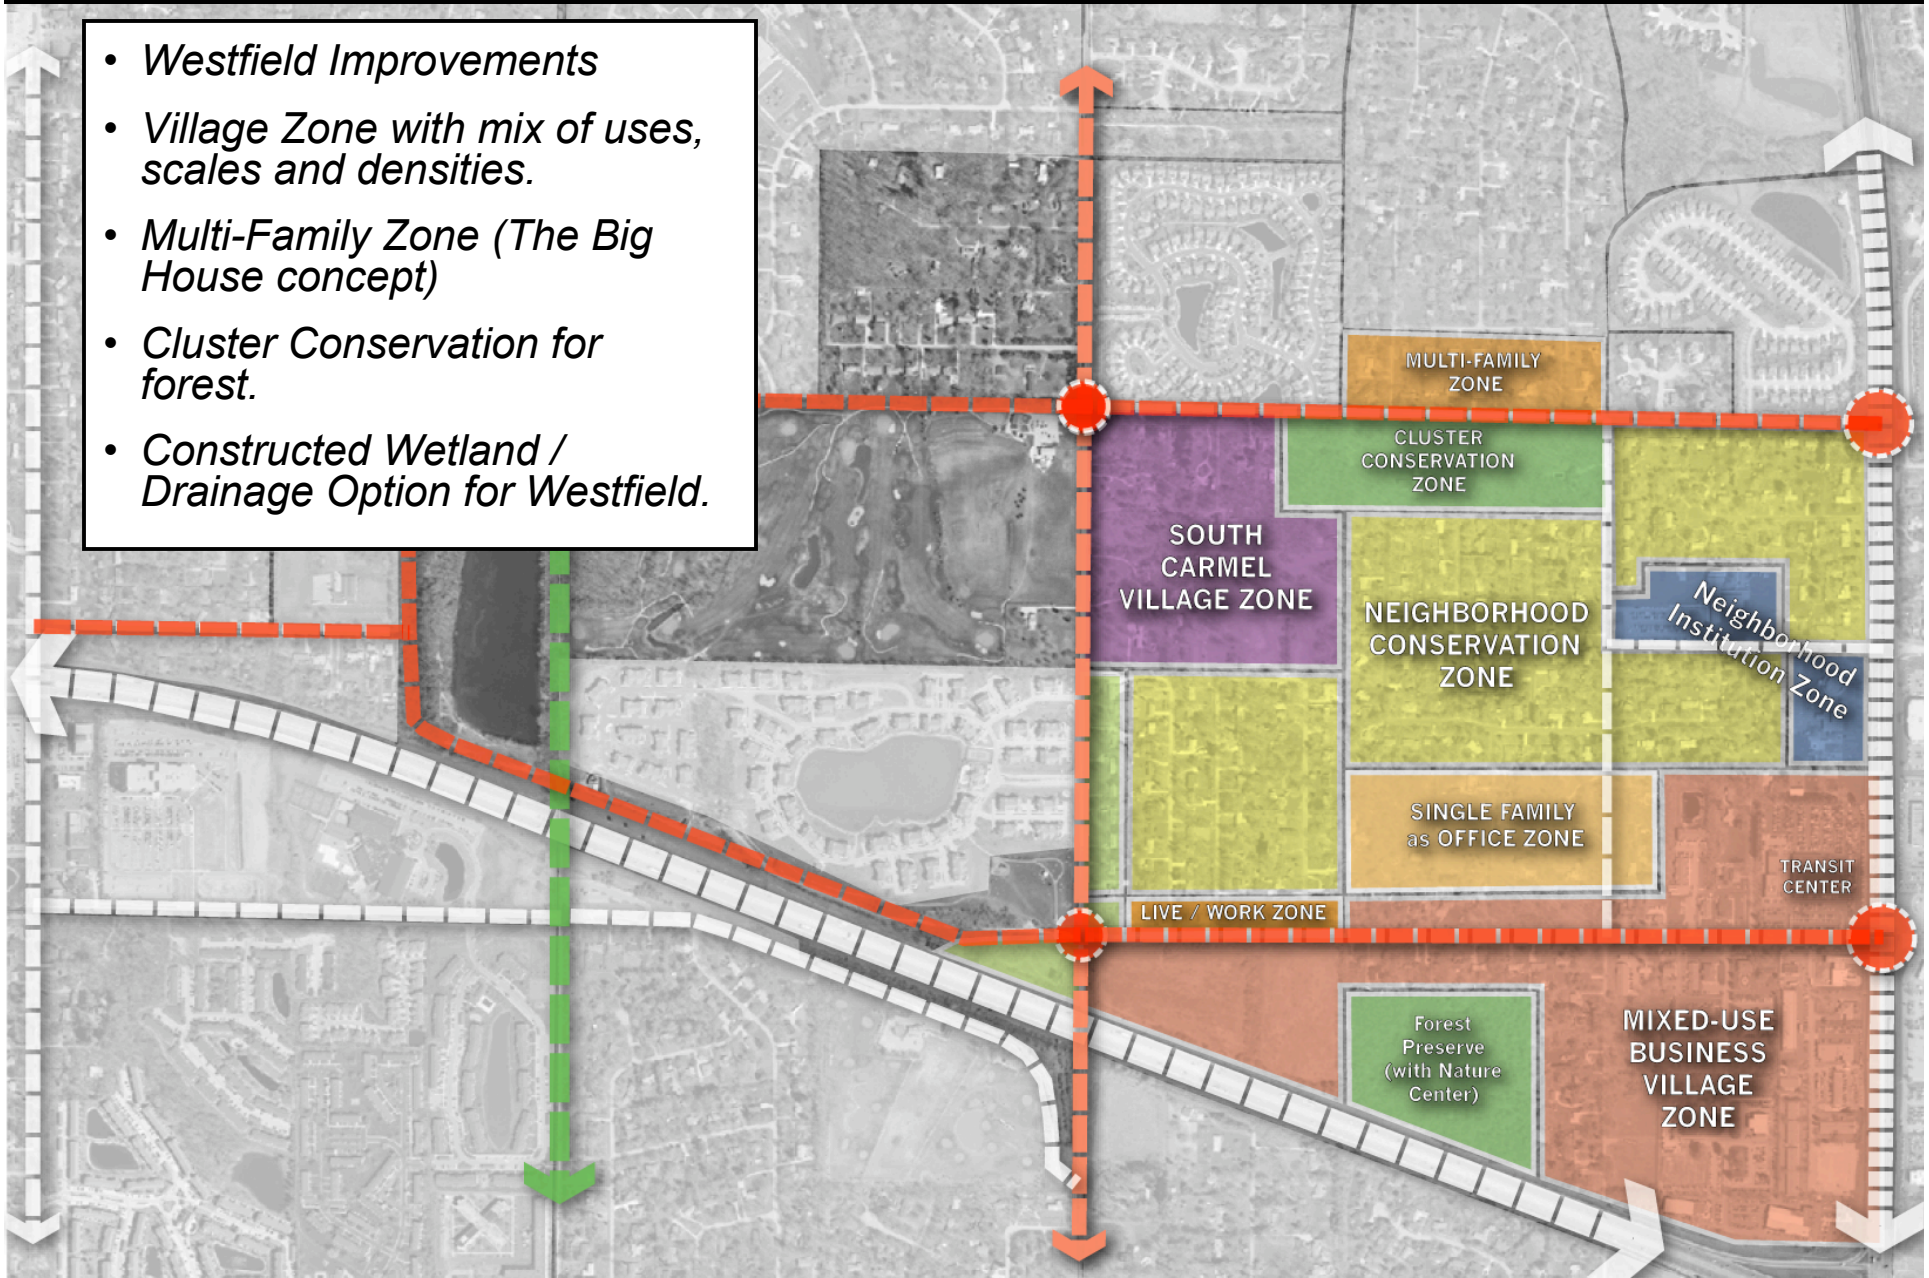 • Westfield Improvements
• Village Zone with mix of uses,
scales and densities.
• Multi-Family Zone (The Big
House concept)
• Cluster Conservation for
forest.
• Constructed Wetland /
Drainage Option for Westfield.
MULTI-FAMILY
ZONE
CLUSTER
CONSERVATION
ZONE
SOUTH
CARMEL
VILLAGE ZONE
NEIGHBORHOOD
CONSERVATION
ZONE
Neighborhood
Institution Zone
SINGLE FAMILY
as OFFICE ZONE
TRANSIT
CENTER
LIVE / WORK ZONE
Forest
Preserve
(with Nature
Center)
MIXED-USE
BUSINESS
VILLAGE
ZONE